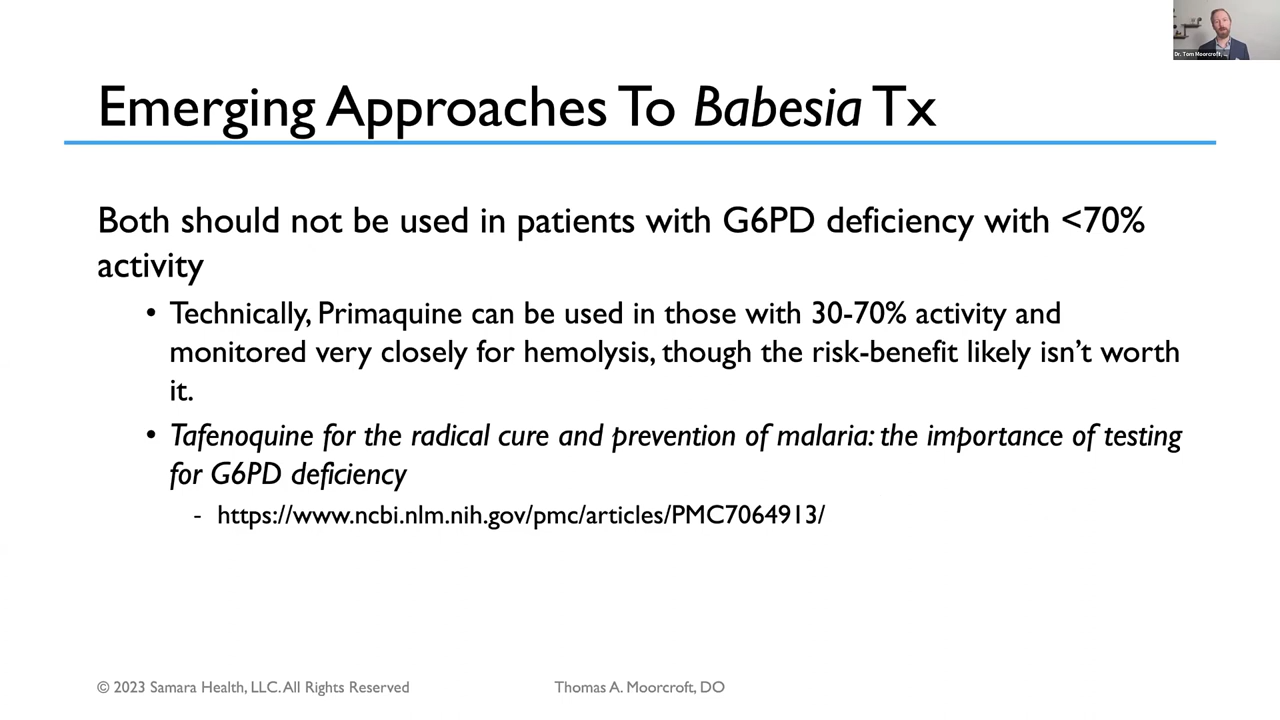 Dr. Tom Moorcroft, ...
Emerging Approaches To Babesia Tx
Both should not be used in patients with G6PD deficiency with <70%
activity
• Technically, Primaquine can be used in those with 30-70% activity and
monitored very closely for hemolysis, though the risk-benefit likely isn’t worth
it.
• Tafenoquine for the radical cure and prevention of malaria: the importance of testing
for G6PD deficiency
- https://www.ncbi.nlm.nih.gov/pmc/articles/PMC7064913/
© 2023 Samara Health, LLC. All Rights Reserved
Thomas A. Moorcroft, DO